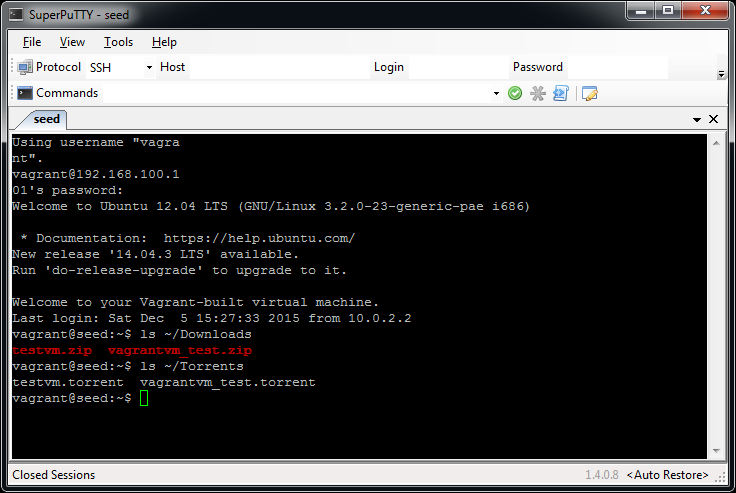 SuperPuTTY - seed
File View Tools Help
Protocol SSH Host Login Password
Commands
seed
Using username "vagra
nt".
vagrant@192.168.100.1
01's password:
Welcome to Ubuntu 12.04 LTS (GNU/Linux 3.2.0-23-generic-pae i686)
 * Documentation:  https://help.ubuntu.com/
New release '14.04.3 LTS' available.
Run 'do-release-upgrade' to upgrade to it.
Welcome to your Vagrant-built virtual machine.
Last login: Sat Dec  5 15:27:33 2015 from 10.0.2.2
vagrant@seed:~$ ls ~/Downloads
testvm.zip  vagrantvm_test.zip
vagrant@seed:~$ ls ~/Torrents
testvm.torrent  vagrantvm_test.torrent
vagrant@seed:~$
Closed Sessions 1.4.0.8 <Auto Restore>